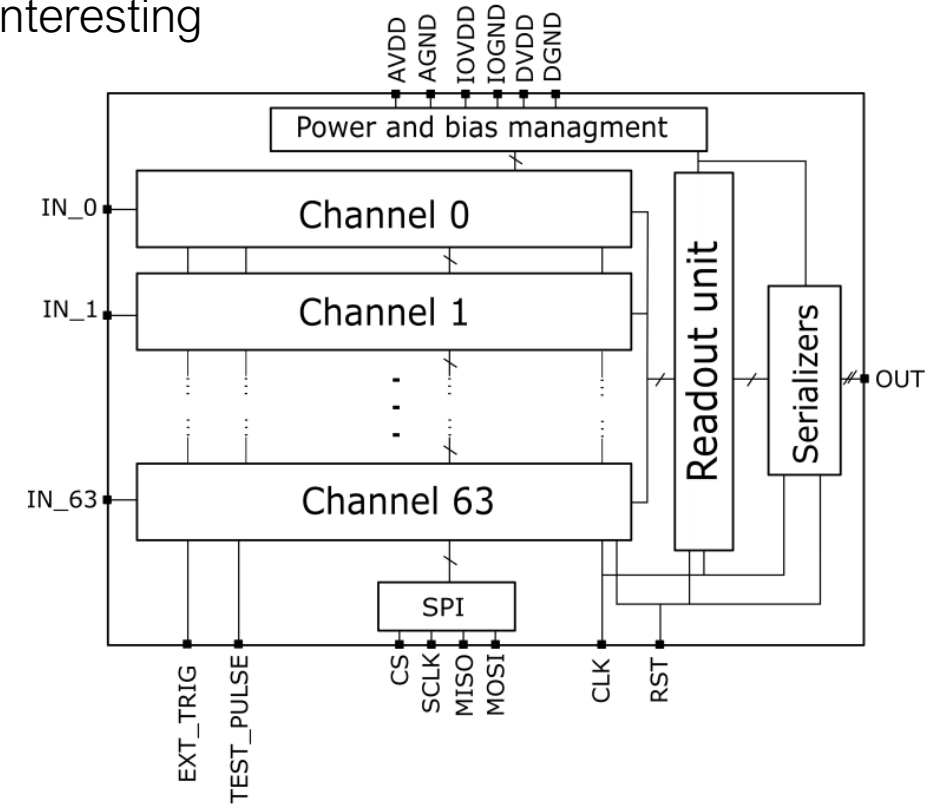 nteresting
AVDD
AGND
IOVDD
IOGND
DVDD
DGND
Power and bias managment
IN_0
Channel 0
IN_1
Channel 1
Readout unit
Serializers
OUT
IN_63
Channel 63
SPI
CS
SCLK
MISO
MOSI
CLK
RST
EXT_TRIG
TEST_PULSE